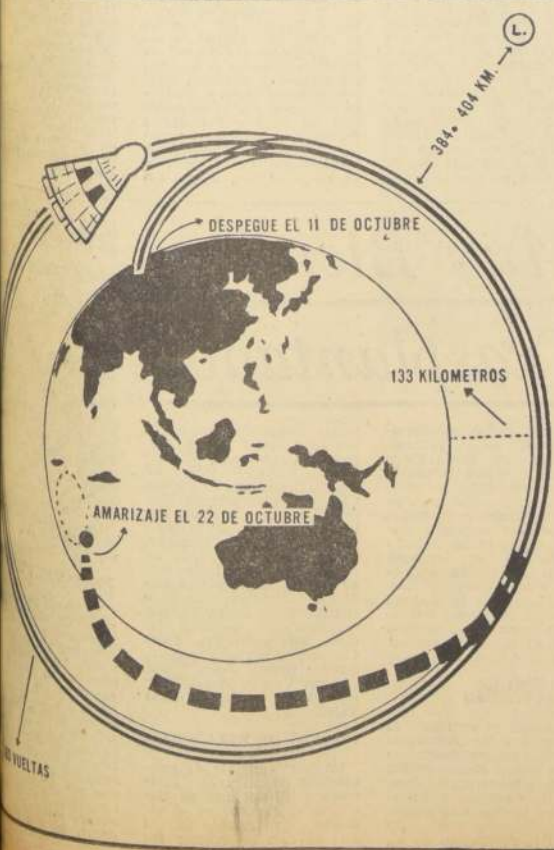 L.
384. 404 KM.
DESPEGUE EL 11 DE OCTUBRE
133 KILOMETROS
AMARIZAJE EL 22 DE OCTUBRE
VUELTAS